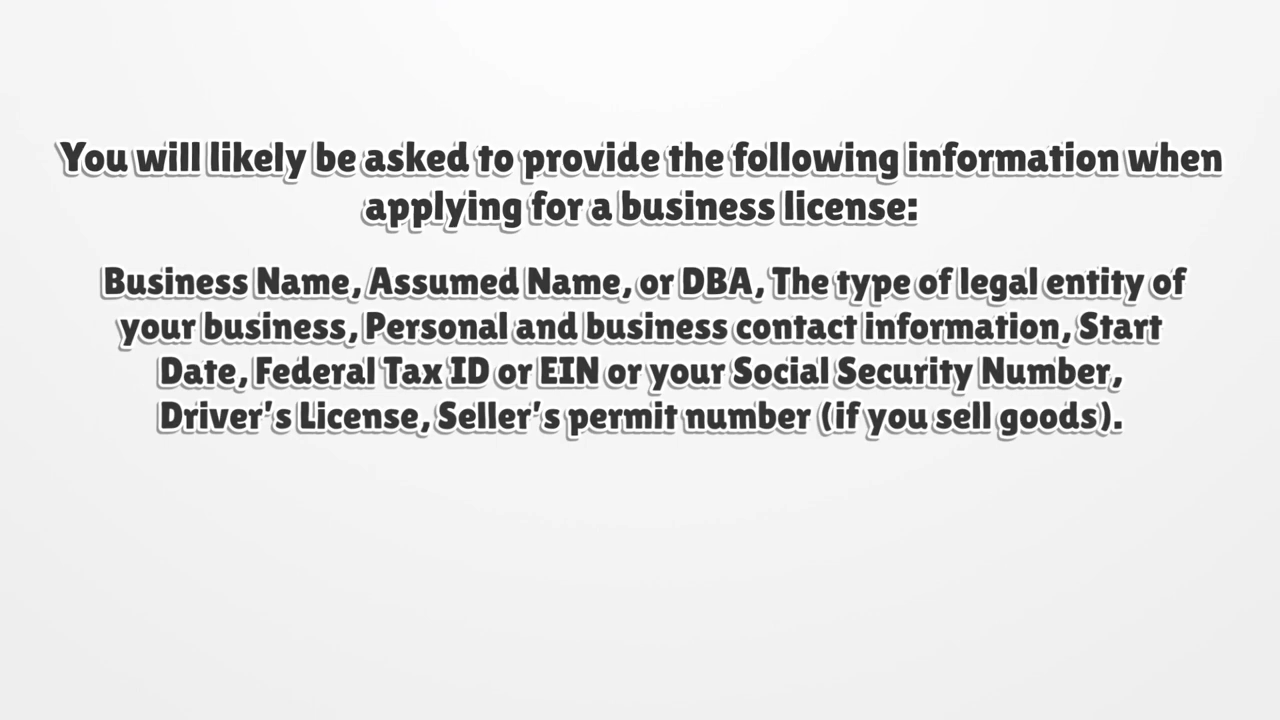 You will likely be asked to provide the following information when
applying for a business license:
Business Name, Assumed Name, or DBA, The type of legal entity of
your business, Personal and business contact information, Start
Date, Federal Tax ID or EIN or your Social Security Number,
Driver's License, Seller's permit number (if you sell goods).